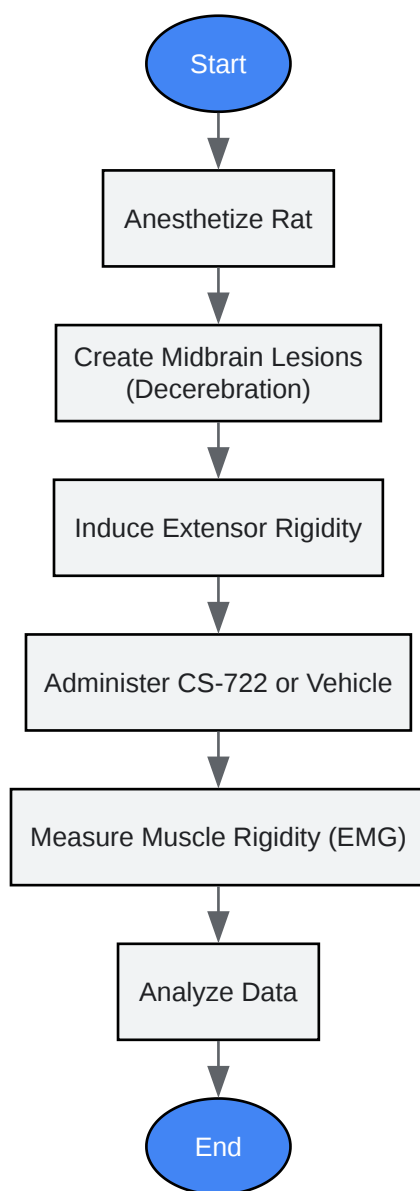 Start
Anesthetize Rat
Create Midbrain Lesions
(Decerebration)
Induce Extensor Rigidity
Administer CS-722 or Vehicle
Measure Muscle Rigidity (EMG)
Analyze Data
End